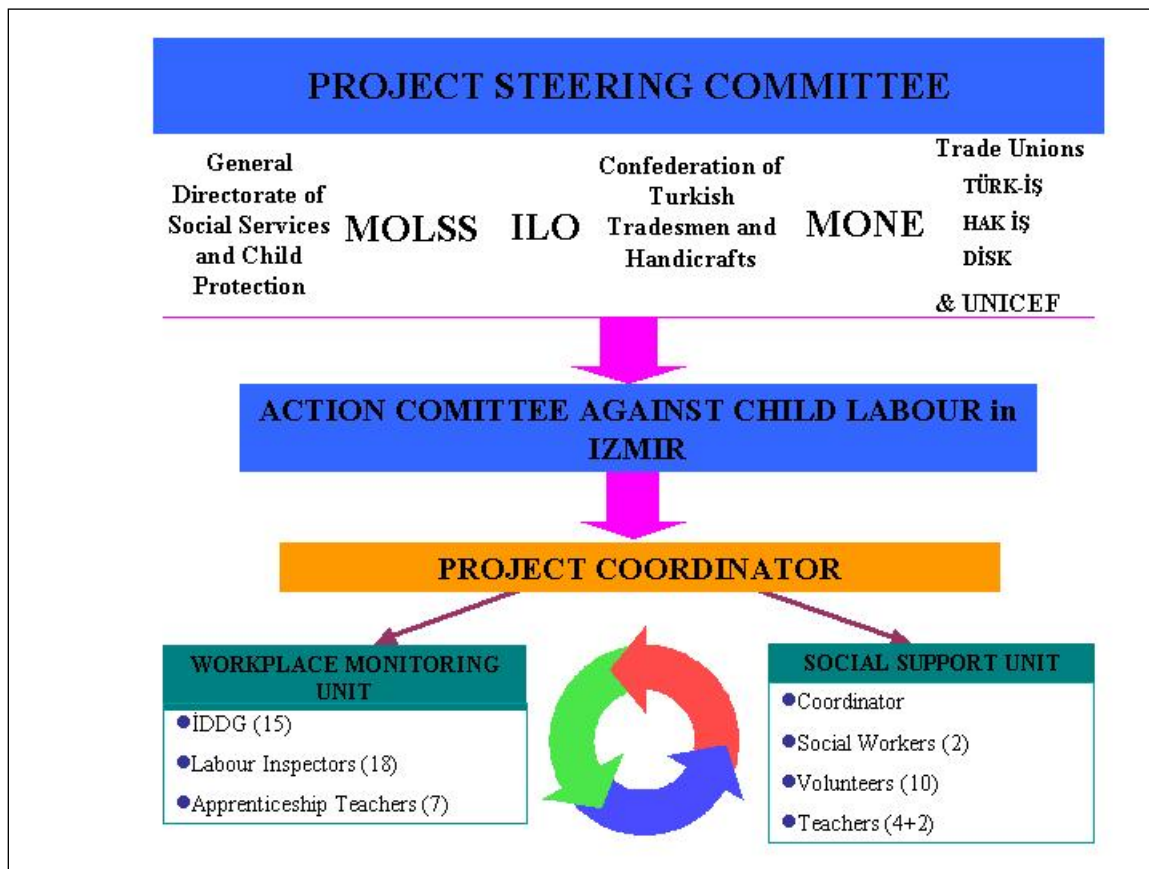 PROJECT STEERING COMMITTEE
General
Directorate of
Social Services
and Child
Protection
MOLSS
ILO
Confederation of
Turkish
Tradesmen and
Handicrafts
MONE
Trade Unions
TÜRK-İŞ
HAK İŞ
DİSK
& UNICEF
ACTION COMITTEE AGAINST CHILD LABOUR in
IZMIR
PROJECT COORDINATOR
WORKPLACE MONITORING
UNIT
●İDDG (15)
●Labour Inspectors (18)
●Apprenticeship Teachers (7)
SOCIAL SUPPORT UNIT
●Coordinator
●Social Workers (2)
●Volunteers (10)
●Teachers (4+2)